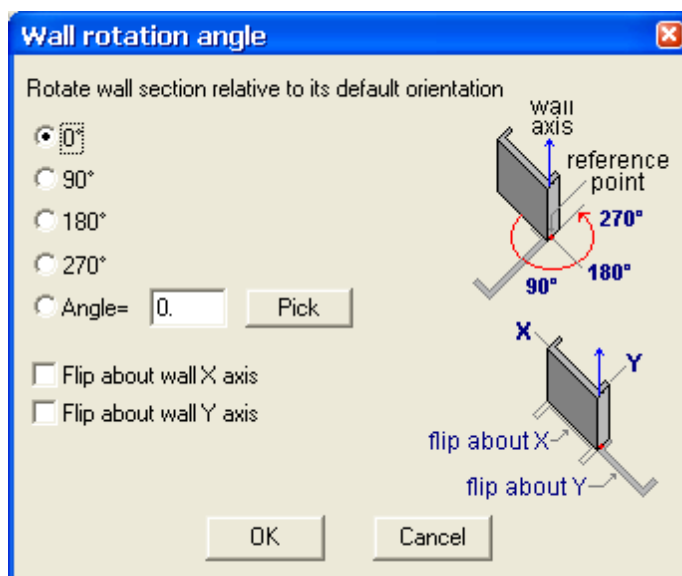 Wall rotation angle
Rotate wall section relative to its default orientation
0°
90°
180°
270°
Angle= 0. Pick
Flip about wall X axis
Flip about wall Y axis
wall
axis
reference
point
270°
180°
90°
X
Y
flip about X
flip about Y
OK Cancel